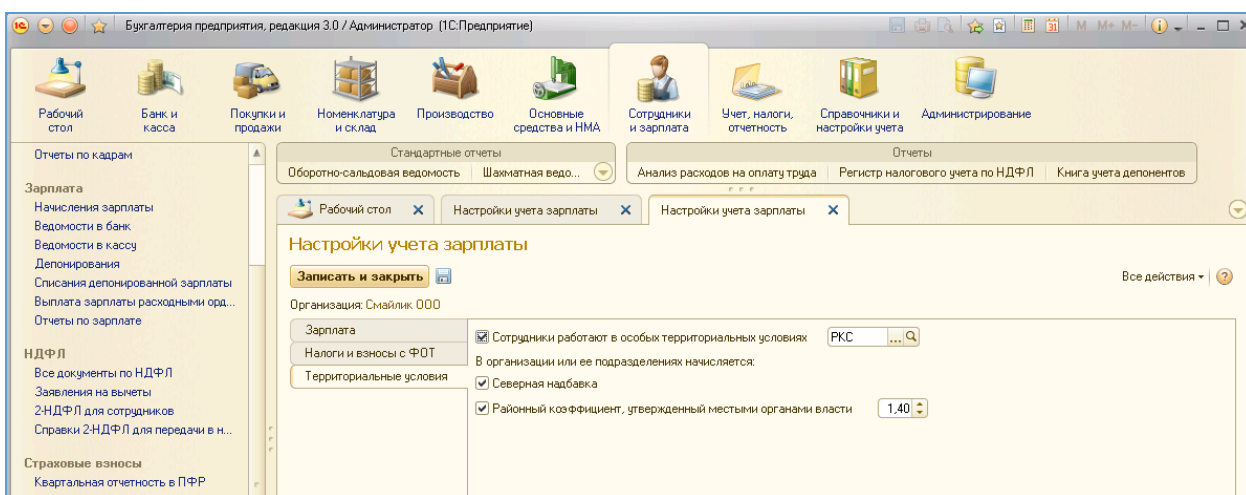 1С Бухгалтерия предприятия, редакция 3.0 / Администратор (1С:Предприятие) 31 M M+ M-
Рабочий стол
Банк и касса
Покупки и продажи
Номенклатура и склад
Производство
Основные средства и НМА
Сотрудники и зарплата
Учет, налоги, отчетность
Справочники и настройки учета
Администрирование
Отчеты по кадрам
Зарплата
Начисления зарплаты
Ведомости в банк
Ведомости в кассу
Депонирования
Списания депонированной зарплаты
Выплата зарплаты расходными орд...
Отчеты по зарплате
НДФЛ
Все документы по НДФЛ
Заявления на вычеты
2-НДФЛ для сотрудников
Справки 2-НДФЛ для передачи в н...
Страховые взносы
Квартальная отчетность в ПФР
Стандартные отчеты
Оборотно-сальдовая ведомость Шахматная ведо...
Отчеты
Анализ расходов на оплату труда Регистр налогового учета по НДФЛ Книга учета депонентов
Рабочий стол Настройки учета зарплаты Настройки учета зарплаты
Настройки учета зарплаты
Записать и закрыть Все действия ?
Организация: Смайлик ООО
Зарплата
Налоги и взносы с ФОТ
Территориальные условия
Сотрудники работают в особых территориальных условиях РКС ...
В организации или ее подразделениях начисляется:
Северная надбавка
Районный коэффициент, утвержденный местыми органами власти 1,40